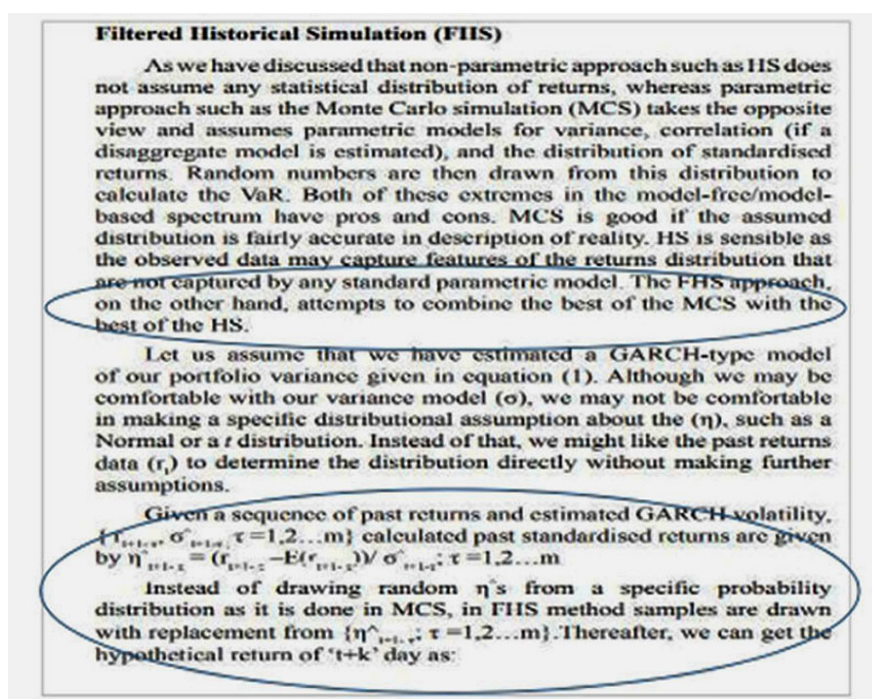 Filtered Historical Simulation (FHS)
As we have discussed that non-parametric approach such as HS does
not assume any statistical distribution of returns, whereas parametric
approach such as the Monte Carlo simulation (MCS) takes the opposite
view and assumes parametric models for variance, correlation (if a
disaggregate model is estimated), and the distribution of standardised
returns. Random numbers are then drawn from this distribution to
calculate the VaR. Both of these extremes in the model-free/model-
based spectrum have pros and cons. MCS is good if the assumed
distribution is fairly accurate in description of reality. HS is sensible as
the observed data may capture features of the returns distribution that
are not captured by any standard parametric model. The FHS approach,
on the other hand, attempts to combine the best of the MCS with the
best of the HS.
Let us assume that we have estimated a GARCH-type model
of our portfolio variance given in equation (1). Although we may be
comfortable with our variance model (σ), we may not be comfortable
in making a specific distributional assumption about the (η), such as a
Normal or a t distribution. Instead of that, we might like the past returns
data (rₜ) to determine the distribution directly without making further
assumptions.
Given a sequence of past returns and estimated GARCH volatility,
{r t+1-τ, σ^ t+1-τ, τ =1,2...m} calculated past standardised returns are given
by η^ t+1-τ = (r t+1-τ –E(r t+1-τ))/ σ^ t+1-τ; τ =1,2...m
Instead of drawing random η^s from a specific probability
distribution as it is done in MCS, in FHS method samples are drawn
with replacement from {η^ t+1-τ; τ =1,2...m}.Thereafter, we can get the
hypothetical return of ‘t+k’ day as: